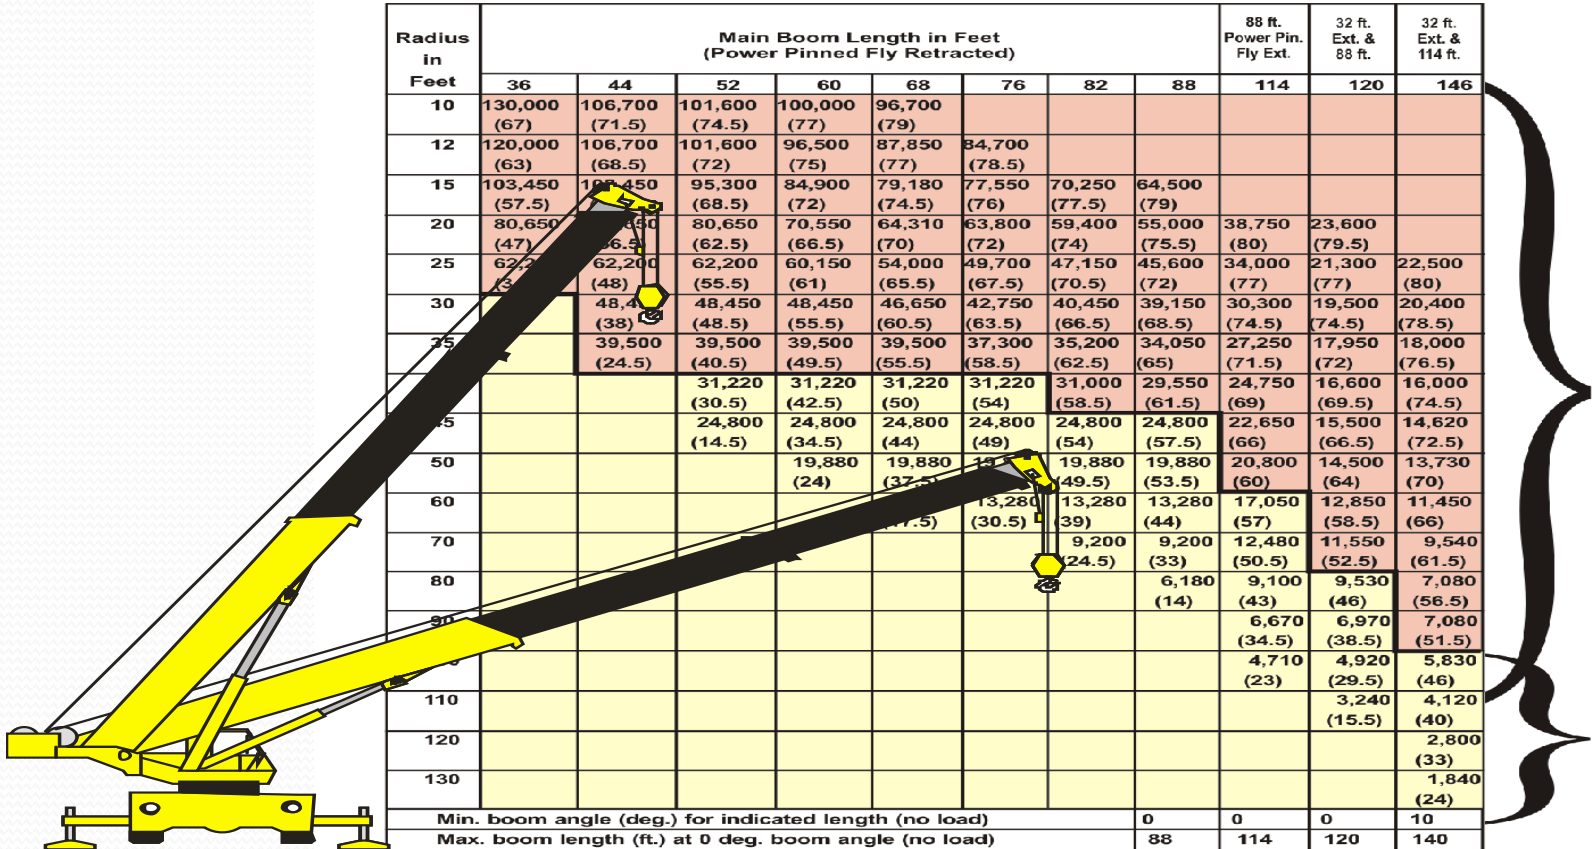 Radius in Feet
Main Boom Length in Feet
(Power Pinned Fly Retracted)
88 ft. Power Pin. Fly Ext.
32 ft. Ext. & 88 ft.
32 ft. Ext. & 114 ft.
36 44 52 60 68 76 82 88 114 120 146
10 130,000 106,700 101,600 100,000 96,700
(67) (71.5) (74.5) (77) (79)
12 120,000 106,700 101,600 96,500 87,850 84,700
(63) (68.5) (72) (75) (77) (78.5)
15 103,450 95,300 84,900 79,180 77,550 70,250 64,500
(57.5) (68.5) (72) (74.5) (76) (77.5) (79)
20 80,650 80,650 70,550 64,310 63,800 59,400 55,000 38,750 23,600
(47) (62.5) (66.5) (70) (72) (74) (75.5) (80) (79.5)
25 62,200 62,200 60,150 54,000 49,700 47,150 45,600 34,000 21,300 22,500
(48) (55.5) (61) (65.5) (67.5) (70.5) (72) (77) (77) (80)
30 48,450 48,450 46,650 42,750 40,450 39,150 30,300 19,500 20,400
(38) (48.5) (55.5) (60.5) (63.5) (66.5) (68.5) (74.5) (74.5) (78.5)
35 39,500 39,500 39,500 39,500 37,300 35,200 34,050 27,250 17,950 18,000
(24.5) (40.5) (49.5) (55.5) (58.5) (62.5) (65) (71.5) (72) (76.5)
31,220 31,220 31,220 31,220 31,000 29,550 24,750 16,600 16,000
(30.5) (42.5) (50) (54) (58.5) (61.5) (69) (69.5) (74.5)
24,800 24,800 24,800 24,800 24,800 24,800 22,650 15,500 14,620
(14.5) (34.5) (44) (49) (54) (57.5) (66) (66.5) (72.5)
50 19,880 19,880 19,880 19,880 20,800 14,500 13,730
(24) (37.5) (49.5) (53.5) (60) (64) (70)
60 13,280 13,280 13,280 17,050 12,850 11,450
(30.5) (39) (44) (57) (58.5) (66)
70 9,200 9,200 12,480 11,550 9,540
(24.5) (33) (50.5) (52.5) (61.5)
80 6,180 9,100 9,530 7,080
(14) (43) (46) (56.5)
90 6,670 6,970 7,080
(34.5) (38.5) (51.5)
4,710 4,920 5,830
(23) (29.5) (46)
110 3,240 4,120
(15.5) (40)
120 2,800
(33)
130 1,840
(24)
Min. boom angle (deg.) for indicated length (no load) 0 0 0 10
Max. boom length (ft.) at 0 deg. boom angle (no load) 88 114 120 140